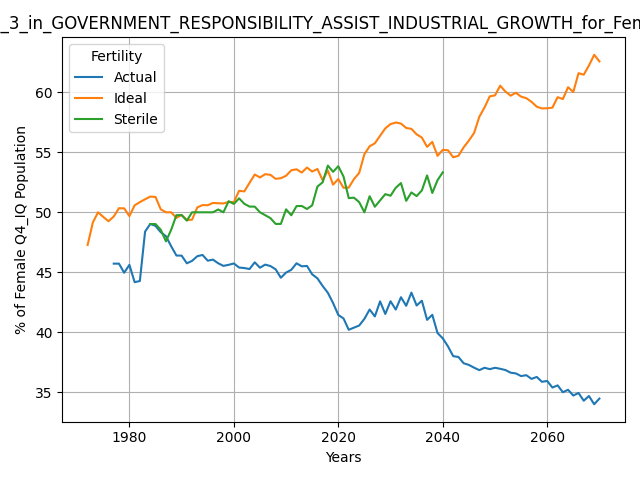 _3_in_GOVERNMENT_RESPONSIBILITY_ASSIST_INDUSTRIAL_GROWTH_for_Fem
Fertility
Actual
Ideal
Sterile
% of Female Q4_IQ Population
60
55
50
45
40
35
1980
2000
2020
2040
2060
Years